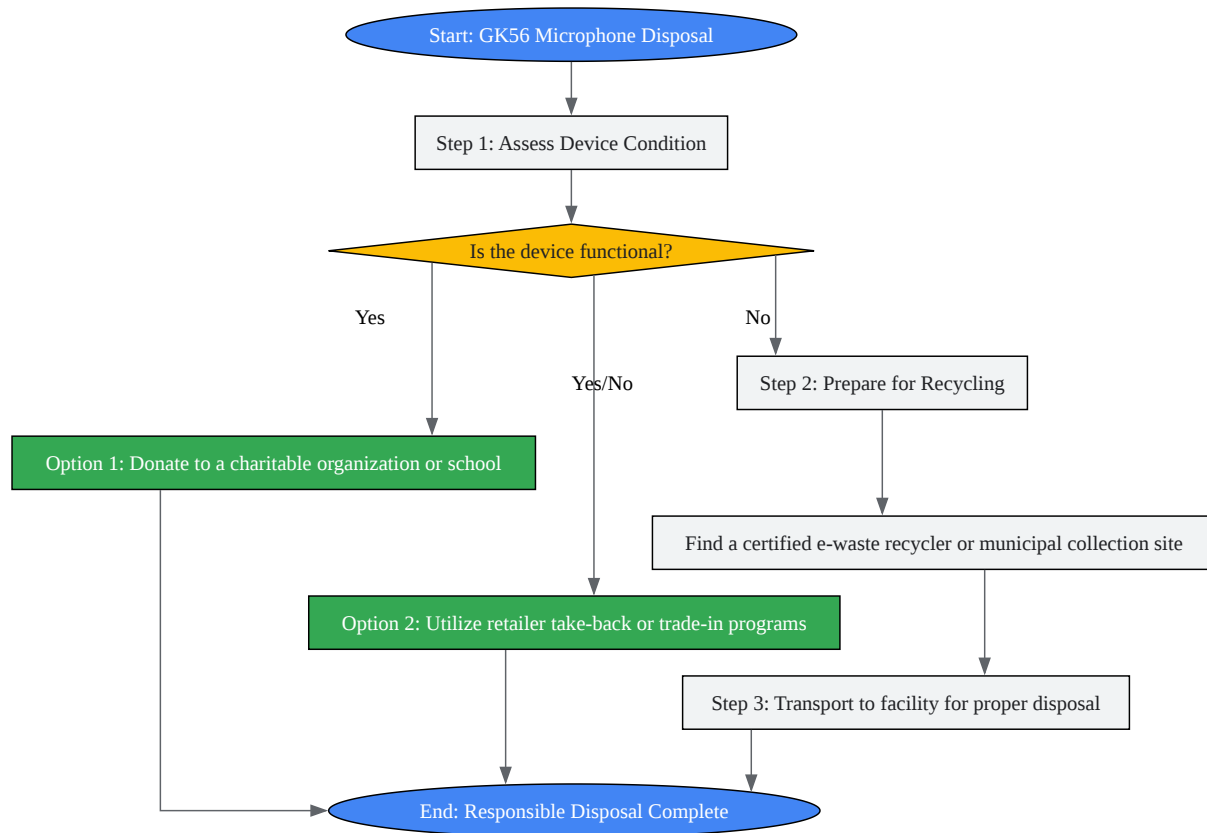 Start: GK56 Microphone Disposal
Step 1: Assess Device Condition
Is the device functional?
Yes
No
Yes/No
Step 2: Prepare for Recycling
Option 1: Donate to a charitable organization or school
Find a certified e-waste recycler or municipal collection site
Option 2: Utilize retailer take-back or trade-in programs
Step 3: Transport to facility for proper disposal
End: Responsible Disposal Complete